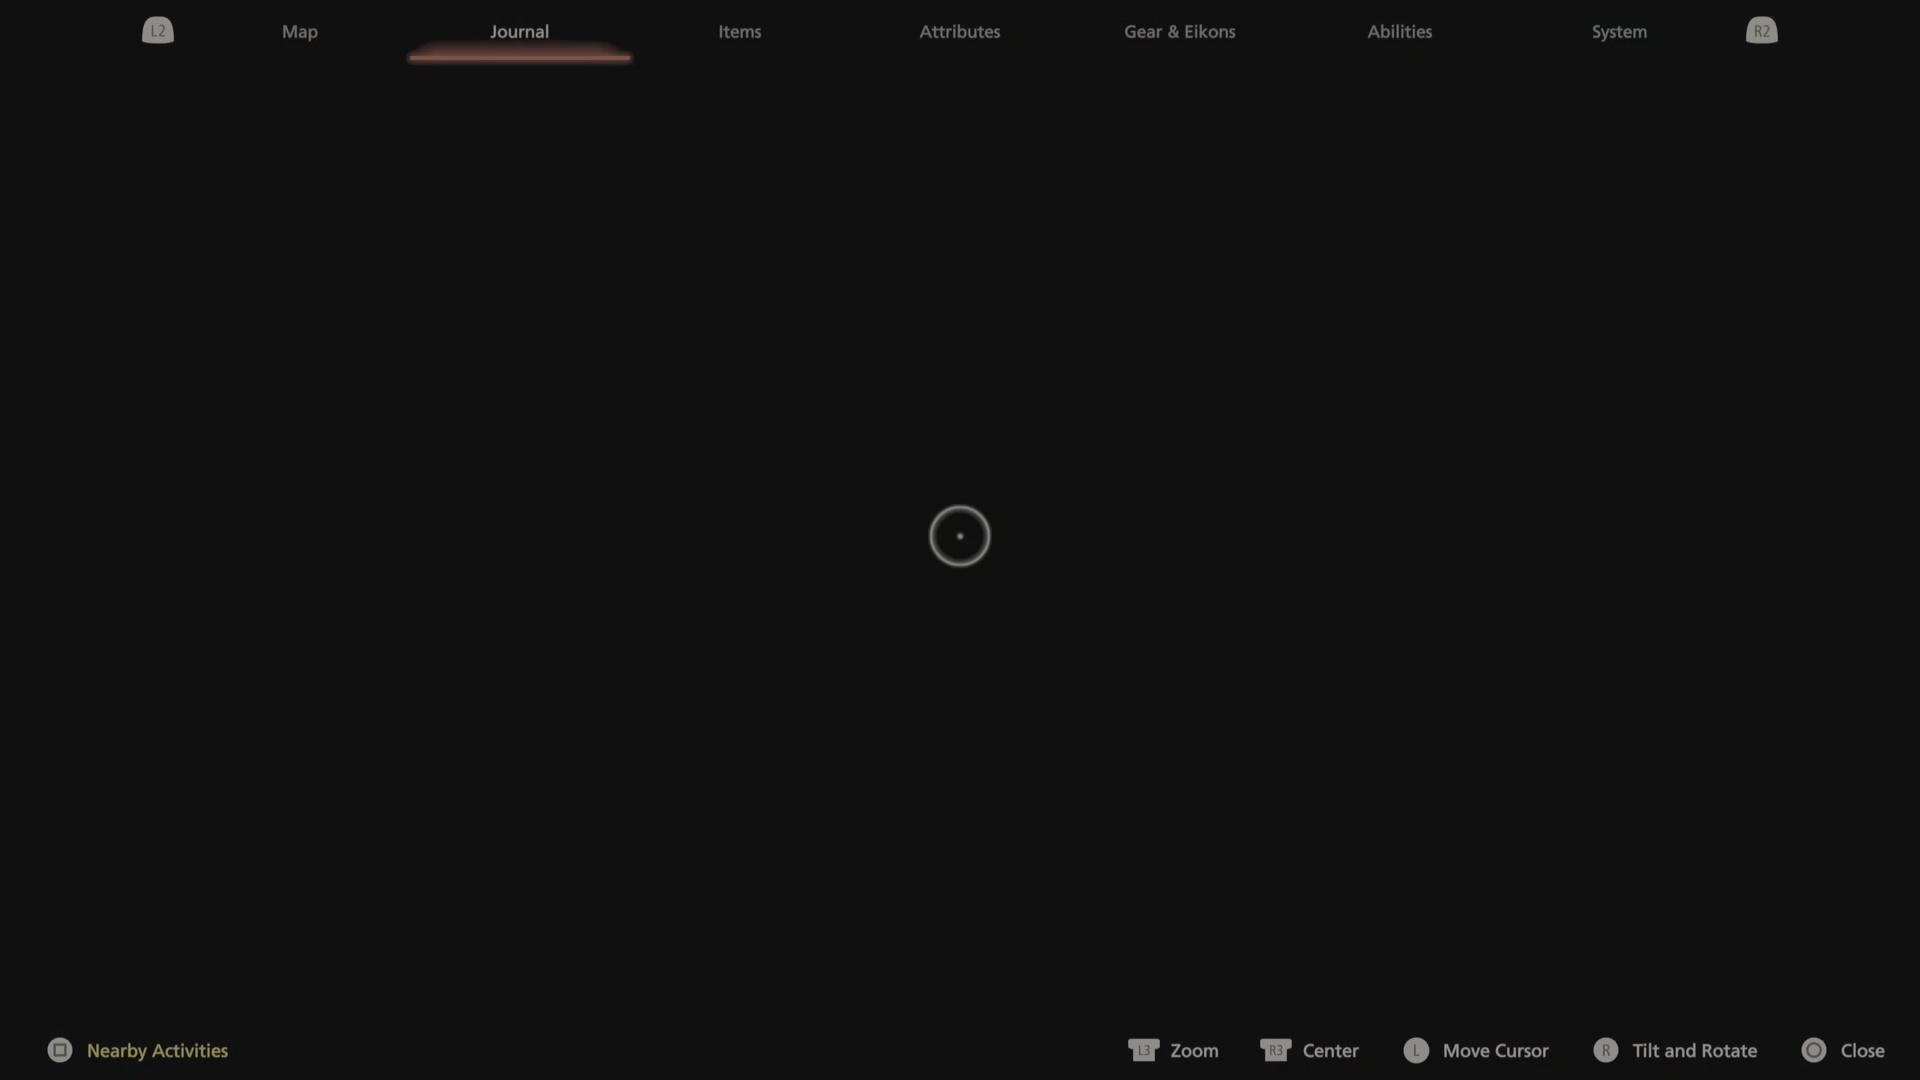 L2 Map Journal Items Attributes Gear & Eikons Abilities System R2
Nearby Activities L3 Zoom R3 Center L Move Cursor R Tilt and Rotate Close